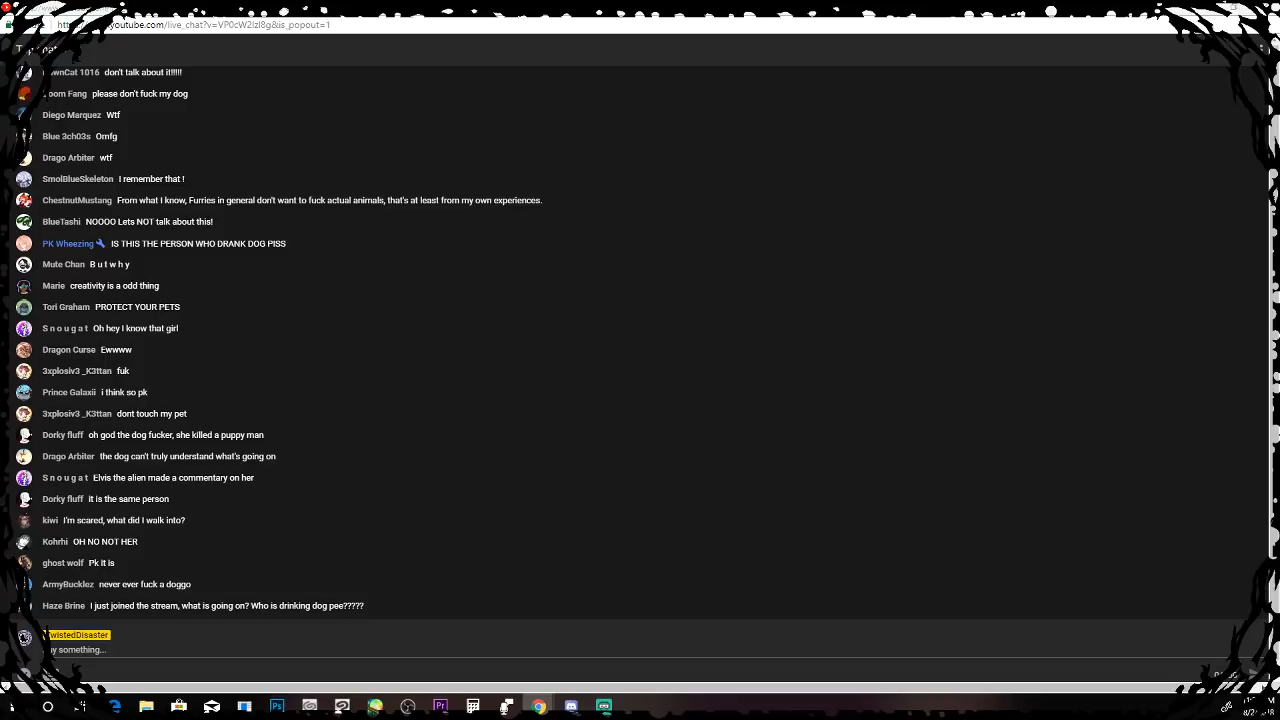 youtube.com/live_chat?v=VP0cW2IzI8g&is_popout=1
1016 don't talk about it!!!!!
Fang please don't fuck my dog
Diego Marquez Wtf
Blue 3ch03s Omfg
Drago Arbiter wtf
SmolBlueSkeleton I remember that !
ChestnutMustang From what I know, Furries in general don't want to fuck actual animals, that's at least from my own experiences.
BlueTashi NOOOO Lets NOT talk about this!
PK Wheezing IS THIS THE PERSON WHO DRANK DOG PISS
Mute Chan B u t w h y
Marie creativity is a odd thing
Tori Graham PROTECT YOUR PETS
S n o u g a t Oh hey I know that girl
Dragon Curse Ewwww
3xplosiv3 _K3ttan fuk
Prince Galaxii i think so pk
3xplosiv3 _K3ttan dont touch my pet
Dorky fluff oh god the dog fucker, she killed a puppy man
Drago Arbiter the dog can't truly understand what's going on
S n o u g a t Elvis the alien made a commentary on her
Dorky fluff it is the same person
kiwi I'm scared, what did I walk into?
Kohrhi OH NO NOT HER
ghost wolf Pk it is
ArmyBucklez never ever fuck a doggo
Haze Brine I just joined the stream, what is going on? Who is drinking dog pee?????
wistedDisaster
ay something...
Ps
Pr